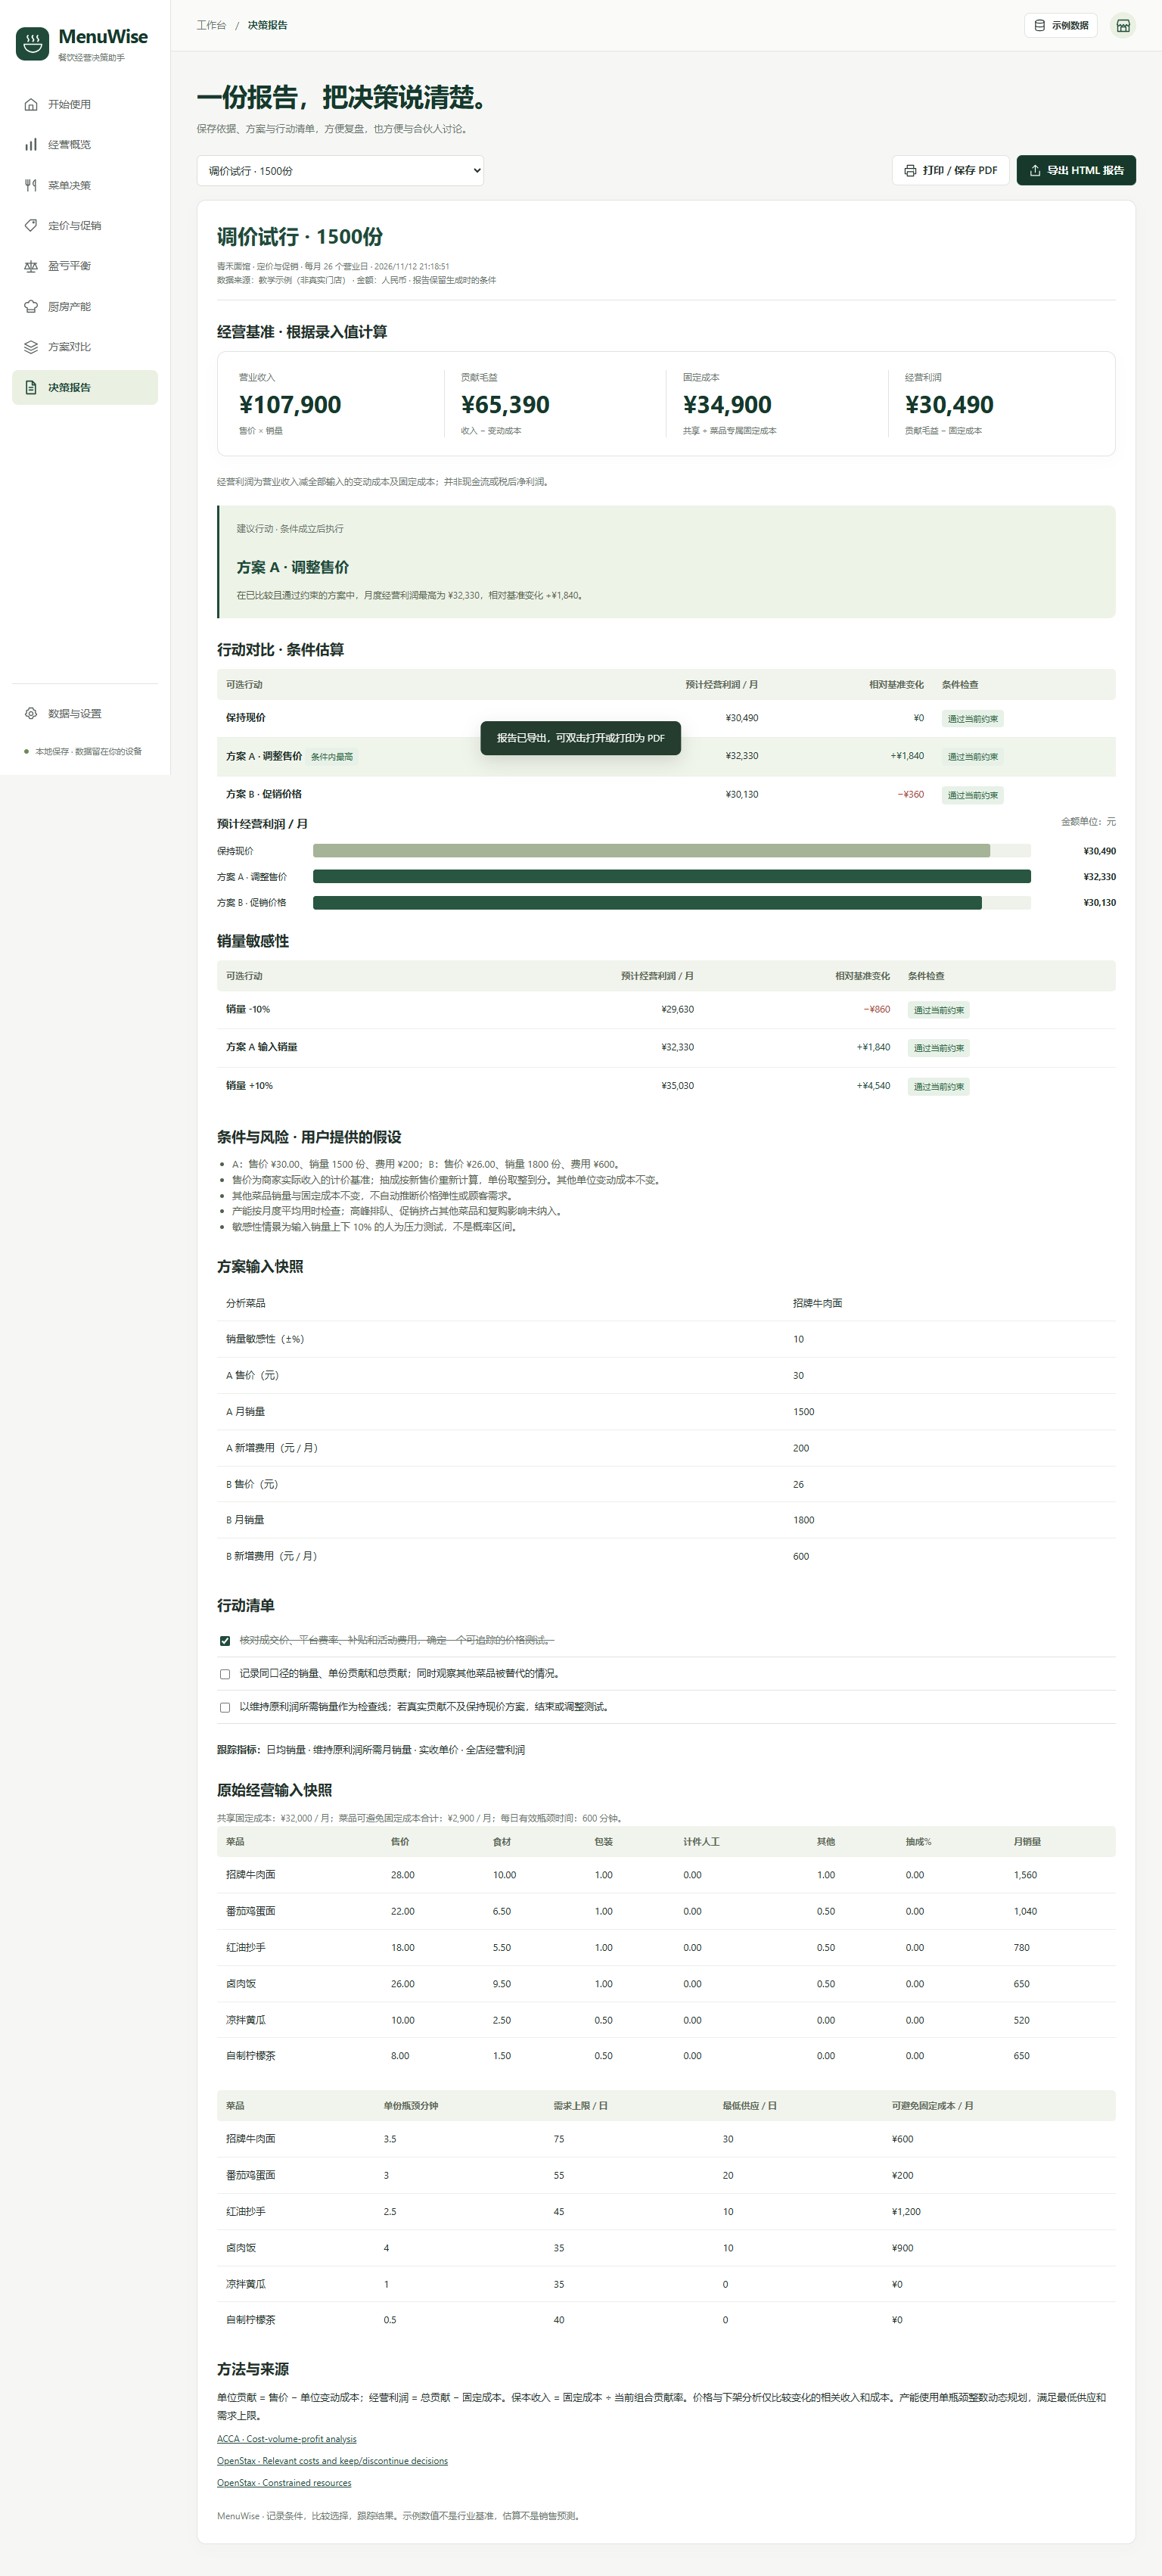 MenuWise
餐饮经营决策助手
开始使用
经营概览
菜单决策
定价与促销
盈亏平衡
厨房产能
方案对比
决策报告
数据与设置
本地保存 · 数据留在你的设备
工作台 / 决策报告
示例数据
一份报告，把决策说清楚。
保存依据、方案与行动清单，方便复盘，也方便与合伙人讨论。
调价试行 · 1500份
打印 / 保存 PDF
导出 HTML 报告
调价试行 · 1500份
青禾面馆 · 定价与促销 · 每月 26 个营业日 · 2026/11/12 21:18:51
数据来源：教学示例（非真实门店） · 金额：人民币 · 报告保留生成时的条件
经营基准 · 根据录入值计算
营业收入 贡献毛益 固定成本 经营利润
¥107,900 ¥65,390 ¥34,900 ¥30,490
售价 × 销量 收入 − 变动成本 共享 + 菜品专属固定成本 贡献毛益 − 固定成本
经营利润为营业收入减全部输入的变动成本及固定成本；并非现金流或税后净利润。
建议行动 · 条件成立后执行
方案 A · 调整售价
在已比较且通过约束的方案中，月度经营利润最高为 ¥32,330，相对基准变化 +¥1,840。
行动对比 · 条件估算
可选行动 预计经营利润 / 月 相对基准变化 条件检查
保持现价 ¥30,490 ¥0 通过当前约束
报告已导出，可双击打开或打印为 PDF
方案 A · 调整售价 条件内最高 ¥32,330 +¥1,840 通过当前约束
方案 B · 促销价格 ¥30,130 −¥360 通过当前约束
预计经营利润 / 月 金额单位：元
保持现价 ¥30,490
方案 A · 调整售价 ¥32,330
方案 B · 促销价格 ¥30,130
销量敏感性
可选行动 预计经营利润 / 月 相对基准变化 条件检查
销量 -10% ¥29,630 −¥860 通过当前约束
方案 A 输入销量 ¥32,330 +¥1,840 通过当前约束
销量 +10% ¥35,030 +¥4,540 通过当前约束
条件与风险 · 用户提供的假设
A：售价 ¥30.00、销量 1500 份、费用 ¥200；B：售价 ¥26.00、销量 1800 份、费用 ¥600。
售价为商家实际收入的计价基准；抽成按新售价重新计算，单份取整到分。其他单位变动成本不变。
其他菜品销量与固定成本不变，不自动推断价格弹性或顾客需求。
产能按月度平均用时检查；高峰排队、促销挤占其他菜品和复购影响未纳入。
敏感性情景为输入销量上下 10% 的人为压力测试，不是概率区间。
方案输入快照
分析菜品 招牌牛肉面
销量敏感性（±%） 10
A 售价（元） 30
A 月销量 1500
A 新增费用（元 / 月） 200
B 售价（元） 26
B 月销量 1800
B 新增费用（元 / 月） 600
行动清单
核对成交价、平台费率、补贴和活动费用，确定一个可追踪的价格测试。
记录同口径的销量、单份贡献和总贡献；同时观察其他菜品被替代的情况。
以维持原利润所需销量作为检查线；若真实贡献不及保持现价方案，结束或调整测试。
跟踪指标：日均销量 · 维持原利润所需月销量 · 实收单价 · 全店经营利润
原始经营输入快照
共享固定成本：¥32,000 / 月；菜品可避免固定成本合计：¥2,900 / 月；每日有效瓶颈时间：600 分钟。
菜品 售价 食材 包装 计件人工 其他 抽成% 月销量
招牌牛肉面 28.00 10.00 1.00 0.00 1.00 0.00 1,560
番茄鸡蛋面 22.00 6.50 1.00 0.00 0.50 0.00 1,040
红油抄手 18.00 5.50 1.00 0.00 0.50 0.00 780
卤肉饭 26.00 9.50 1.00 0.00 0.50 0.00 650
凉拌黄瓜 10.00 2.50 0.50 0.00 0.00 0.00 520
自制柠檬茶 8.00 1.50 0.50 0.00 0.00 0.00 650
菜品 单份瓶颈分钟 需求上限 / 日 最低供应 / 日 可避免固定成本 / 月
招牌牛肉面 3.5 75 30 ¥600
番茄鸡蛋面 3 55 20 ¥200
红油抄手 2.5 45 10 ¥1,200
卤肉饭 4 35 10 ¥900
凉拌黄瓜 1 35 0 ¥0
自制柠檬茶 0.5 40 0 ¥0
方法与来源
单位贡献 = 售价 − 单位变动成本；经营利润 = 总贡献 − 固定成本。保本收入 = 固定成本 ÷ 当前组合贡献率。价格与下架分析仅比较变化的相关收入和成本。产能使用单瓶颈整数动态规划，满足最低供应和
需求上限。
ACCA · Cost-volume-profit analysis
OpenStax · Relevant costs and keep/discontinue decisions
OpenStax · Constrained resources
MenuWise · 记录条件，比较选择，跟踪结果。示例数值不是行业基准，估算不是销售预测。